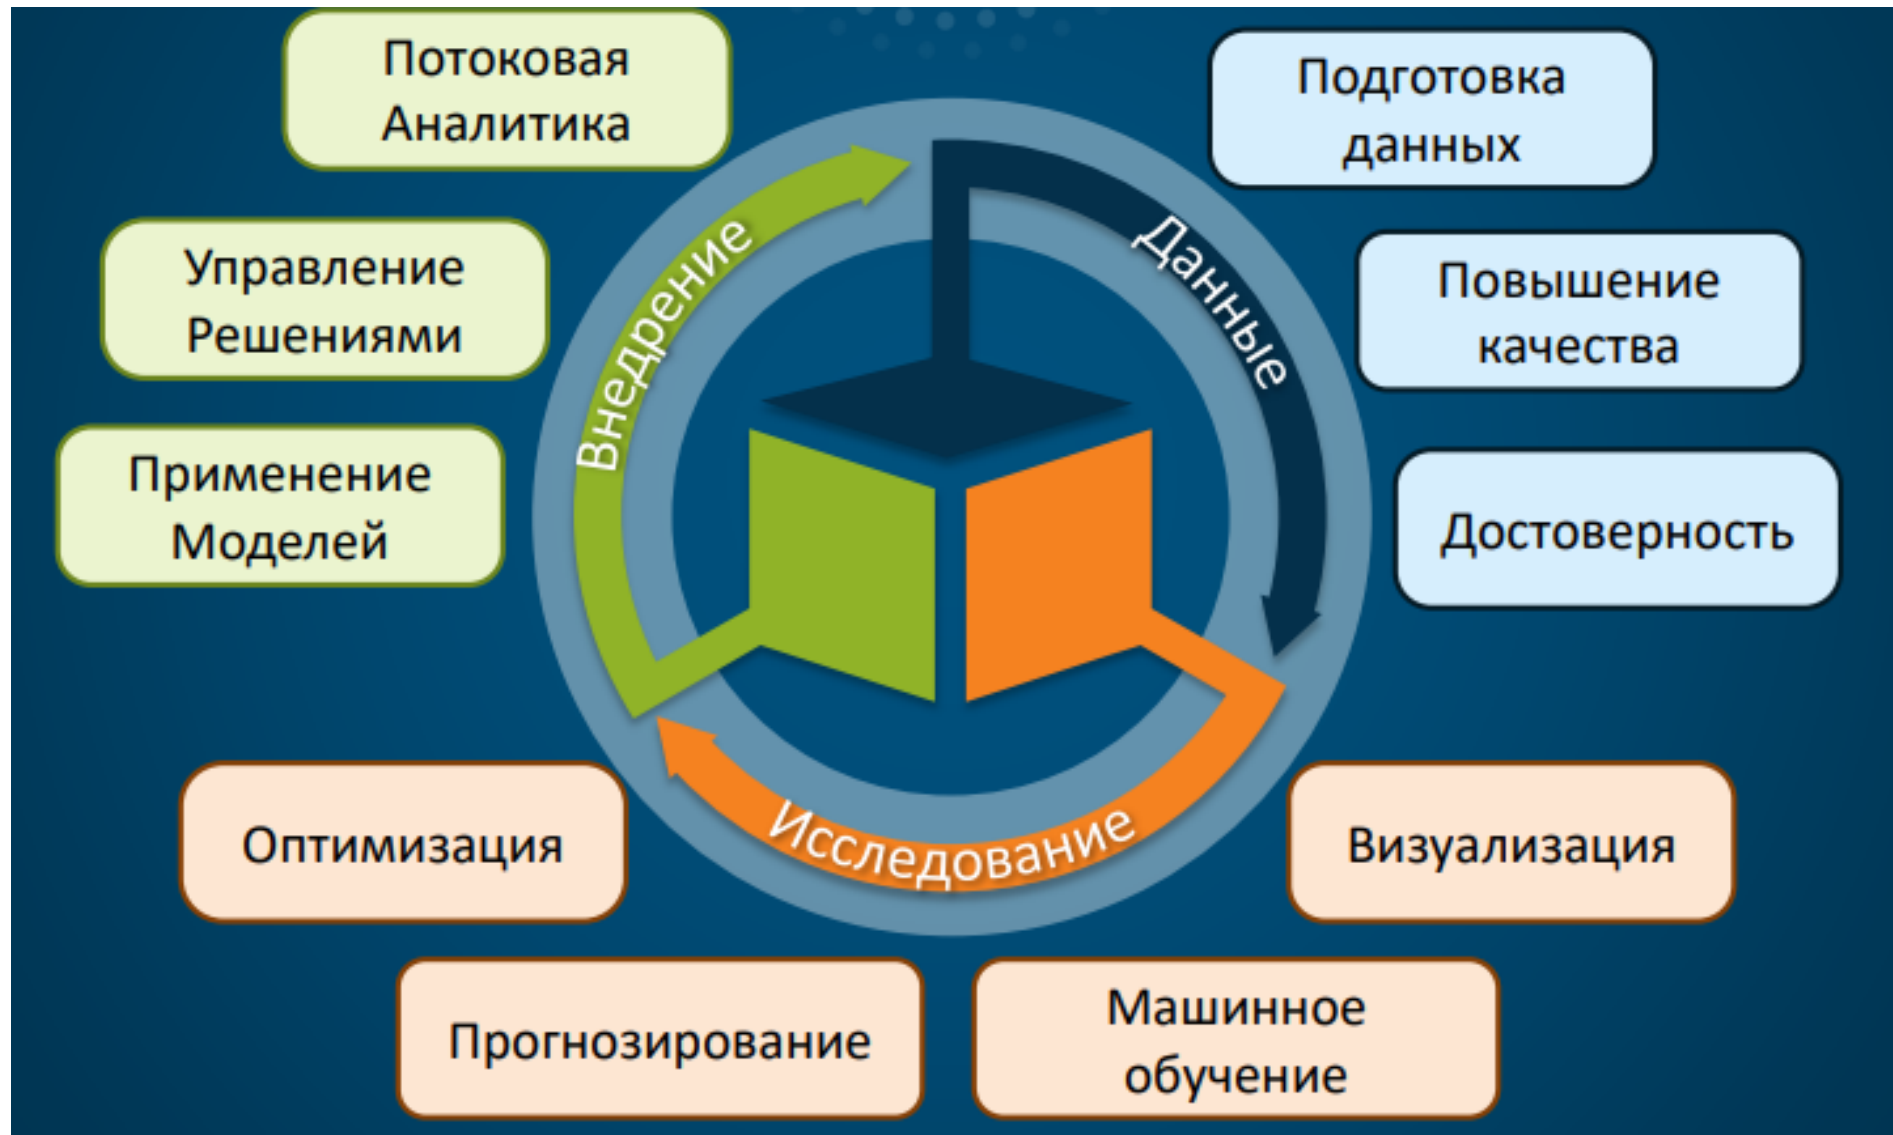 Потоковая
Аналитика
Подготовка
данных
Управление
Решениями
Повышение
качества
Применение
Моделей
Достоверность
Внедрение
Данные
Исследование
Оптимизация
Визуализация
Прогнозирование
Машинное
обучение